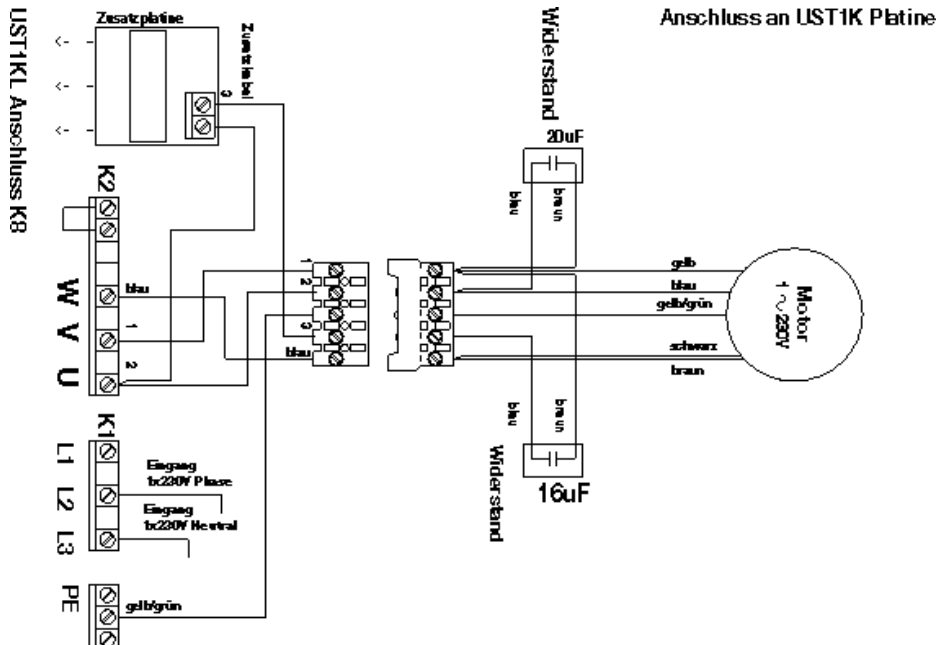 Anschluss an UST1K Platine
UST1KL Anschluss K8
Zusatzplatine
<-
<-
<-
Zusatzkabel
3
K2
W
V
U
blau
1
2
1
2
3
blau
Widerstand
20uF
blau
braun
gelb
blau
gelb/grün
schwarz
braun
Motor
1 ~ 230V
blau
braun
Widerstand
16uF
K1
L1
L2
L3
Eingang
1x230V Phase
Eingang
1x230V Neutral
PE
gelb/grün